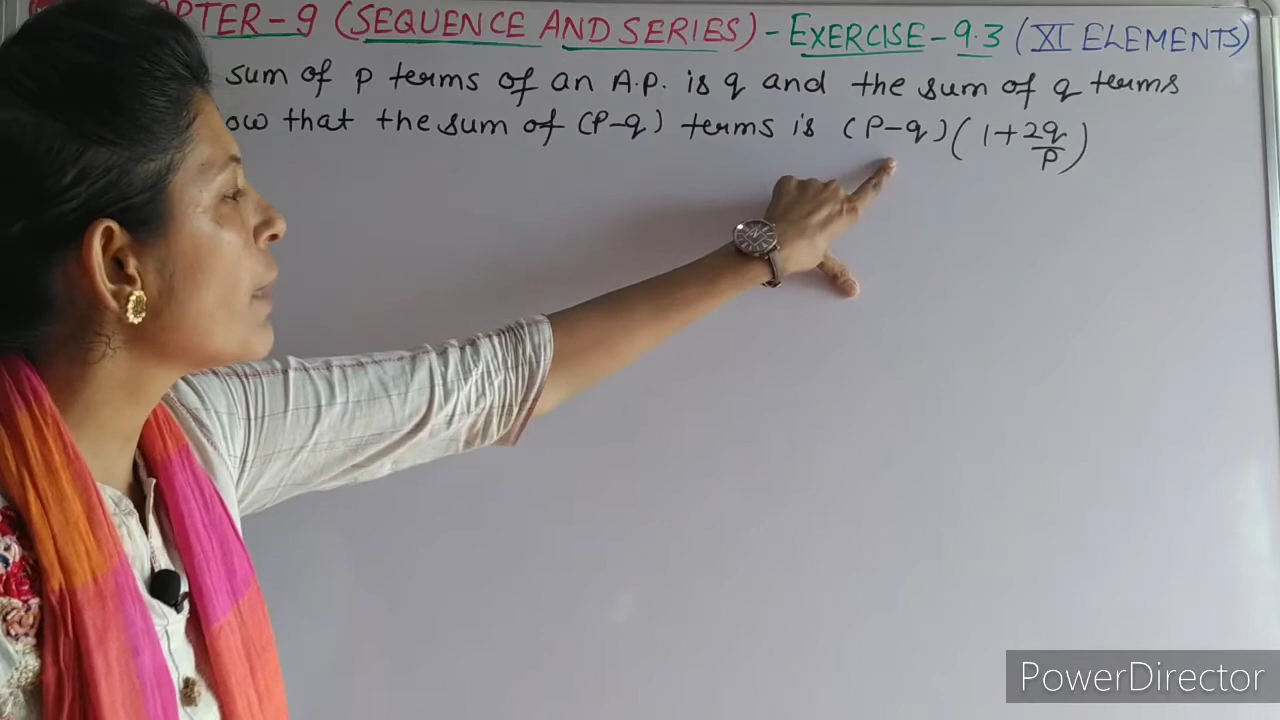 PTER-9 (SEQUENCE AND SERIES) - EXERCISE-9.3 (XI ELEMENTS)
sum of p terms of an A.P. is q and the sum of q terms
ow that the sum of (P-q) terms is (P-q)(1+2q/P)
PowerDirector